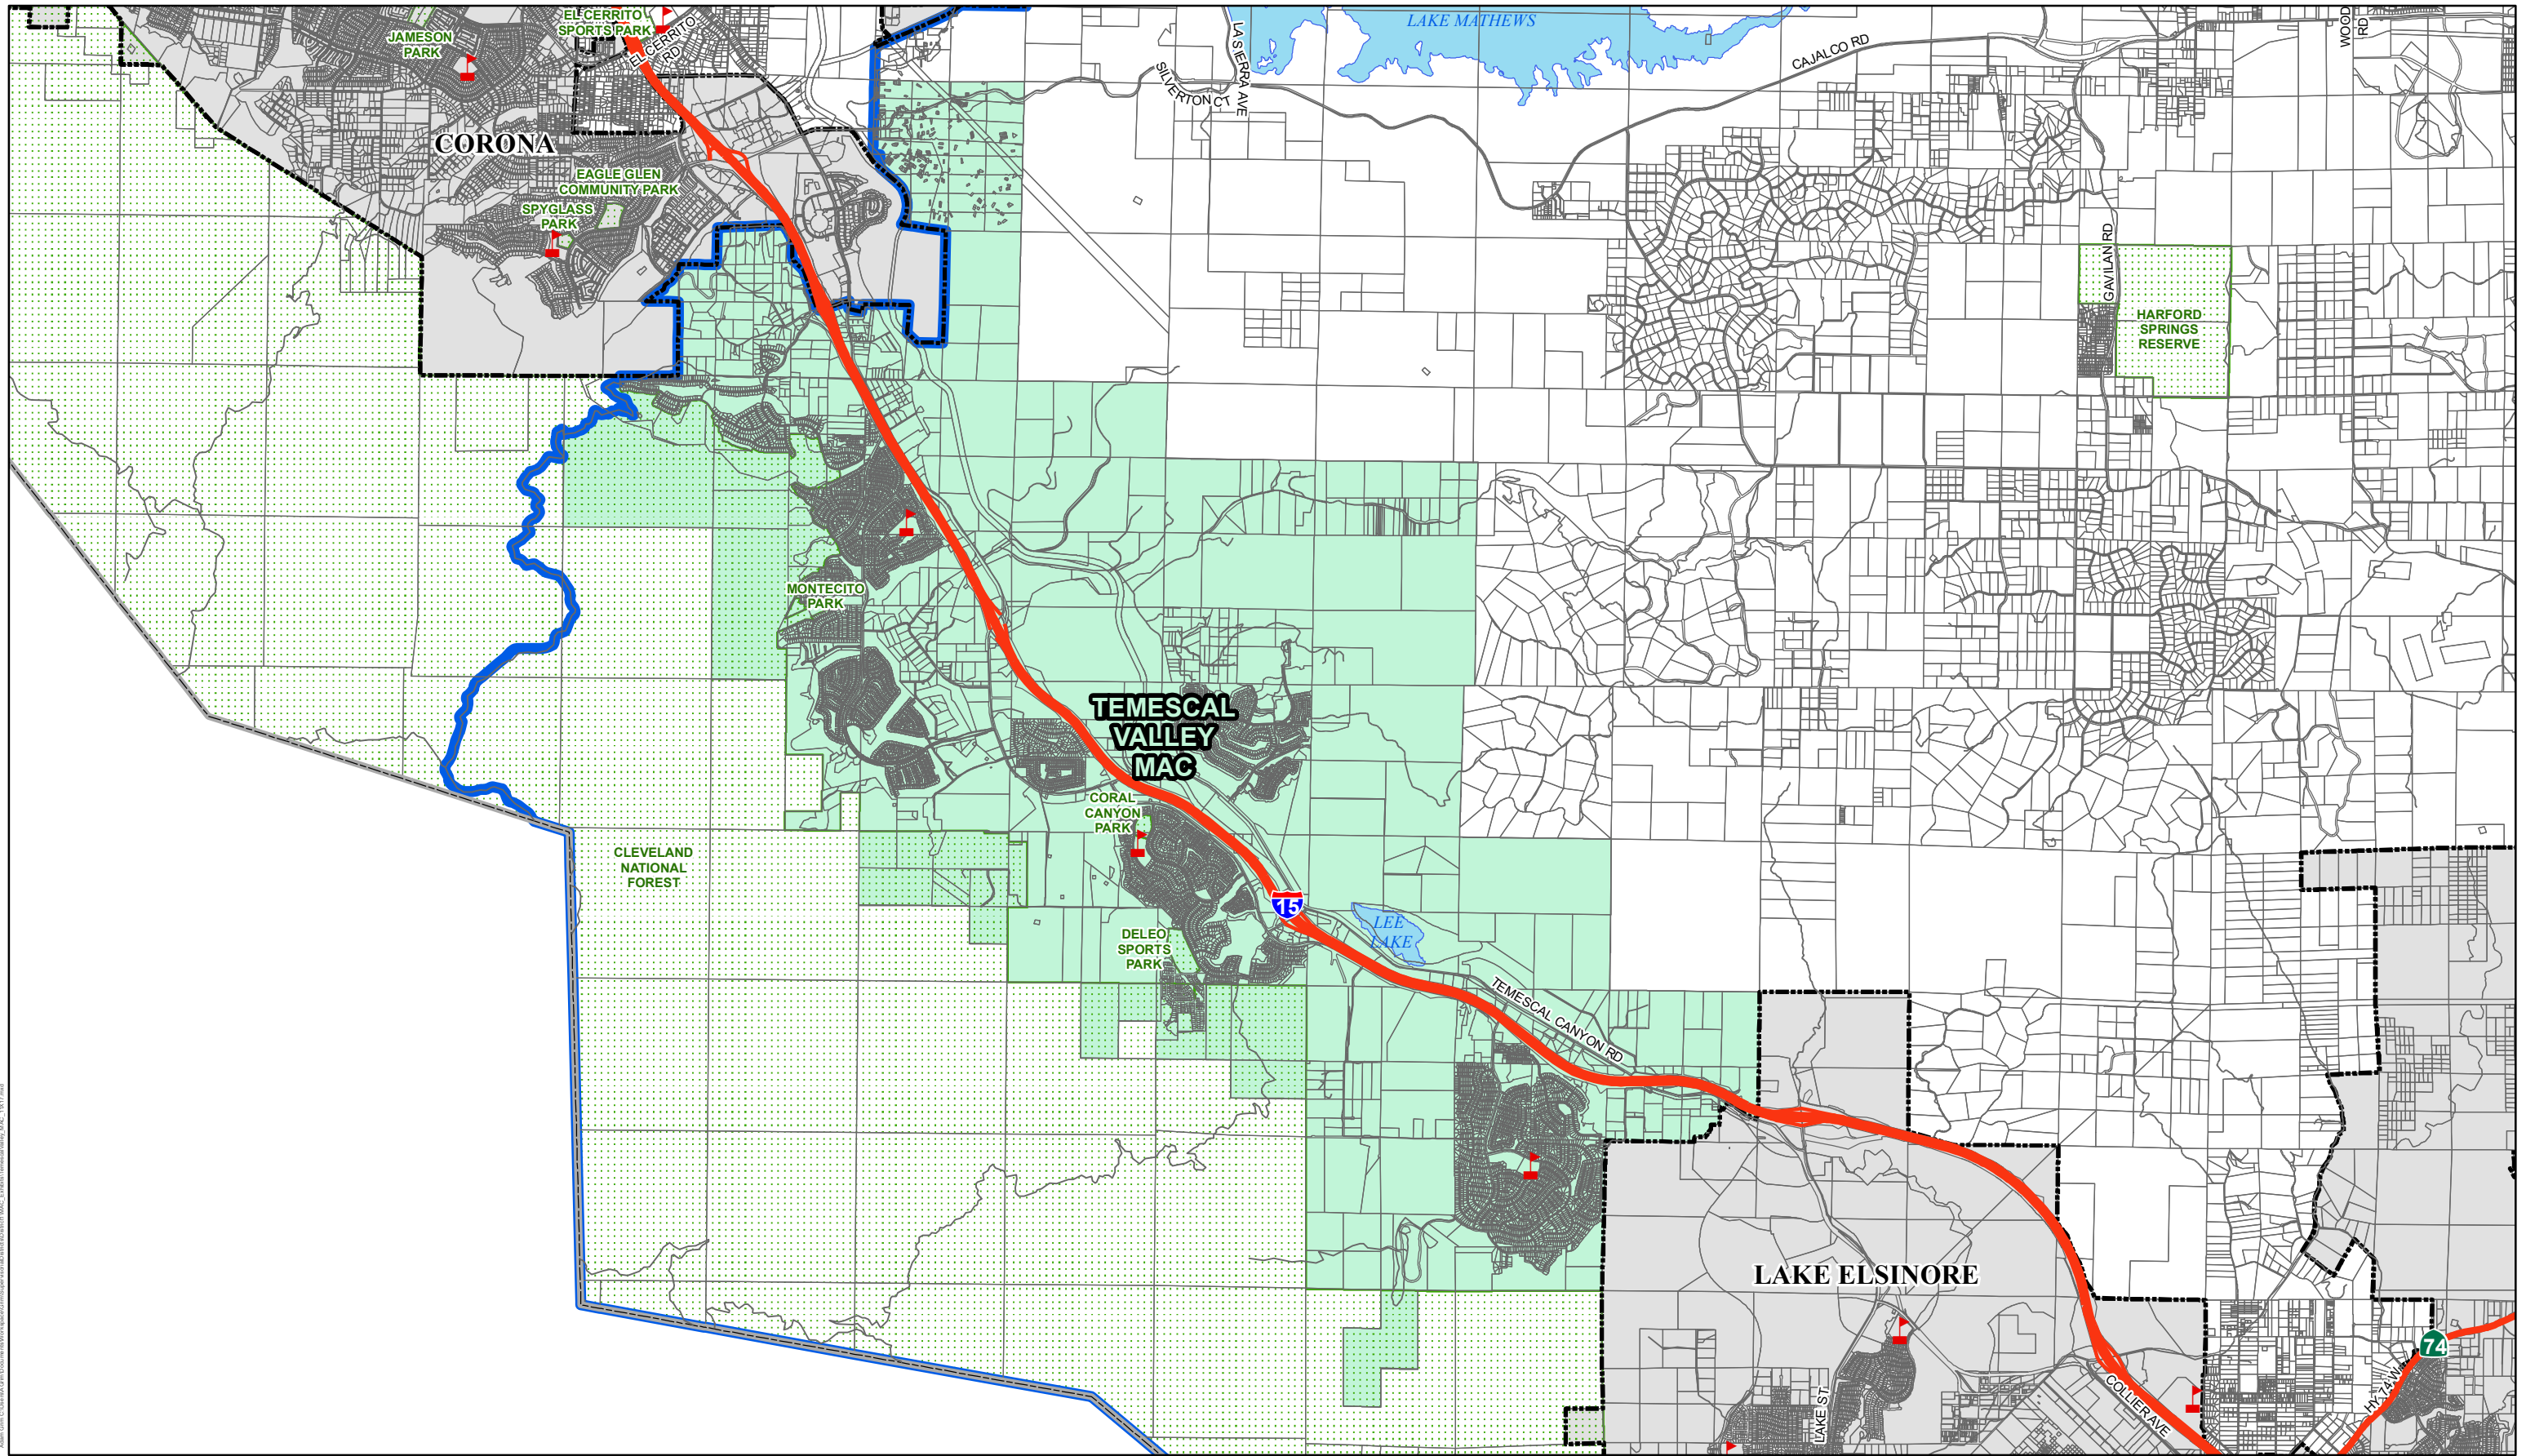 EL CERRITO
SPORTS PARK
JAMESON
PARK
EL CERRITO
RD
LAKE MATHEWS
LA SIERRA AVE
SILVERTON CT
CAJALCO RD
WOOD
RD
CORONA
EAGLE GLEN
COMMUNITY PARK
SPYGLASS
PARK
GAVILAN RD
HARFORD
SPRINGS
RESERVE
MONTECITO
PARK
TEMESCAL
VALLEY
MAC
CORAL
CANYON
PARK
CLEVELAND
NATIONAL
FOREST
15
LEE
LAKE
DELEO
SPORTS
PARK
TEMESCAL CANYON RD
LAKE ELSINORE
74
HY 74 W
COLLIER AVE
LAKE ST